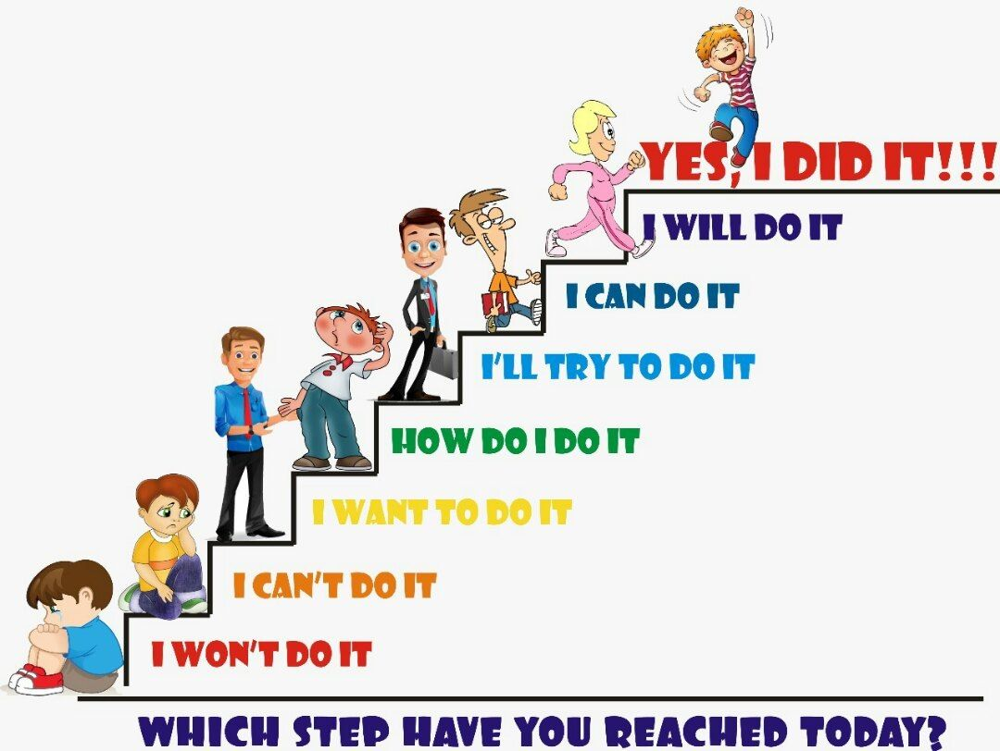 YES, I DID IT!!!
I WILL DO IT
I CAN DO IT
I'LL TRY TO DO IT
HOW DO I DO IT
I WANT TO DO IT
I CAN'T DO IT
I WON'T DO IT
WHICH STEP HAVE YOU REACHED TODAY?